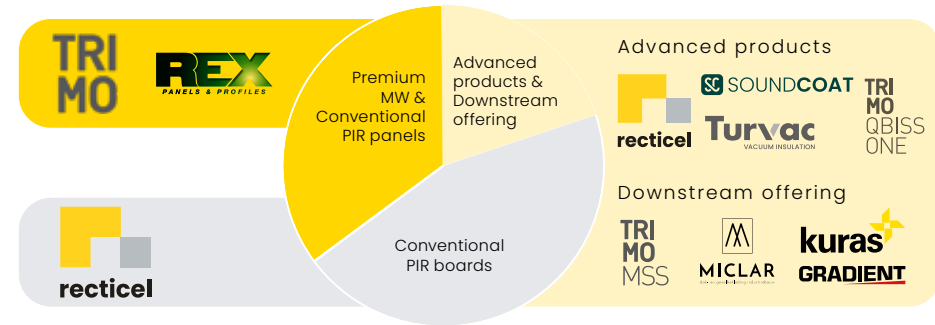 TRI
MO
REX
PANELS & PROFILES
Premium
MW &
Conventional
PIR panels
Advanced
products &
Downstream
offering
Conventional
PIR boards
recticel
Advanced products
recticel
SC SOUNDCOAT
Turvac
VACUUM INSULATION
TRI
MO
QBISS
ONE
Downstream offering
TRI
MO
MSS
MICLAR
kuras
GRADIENT